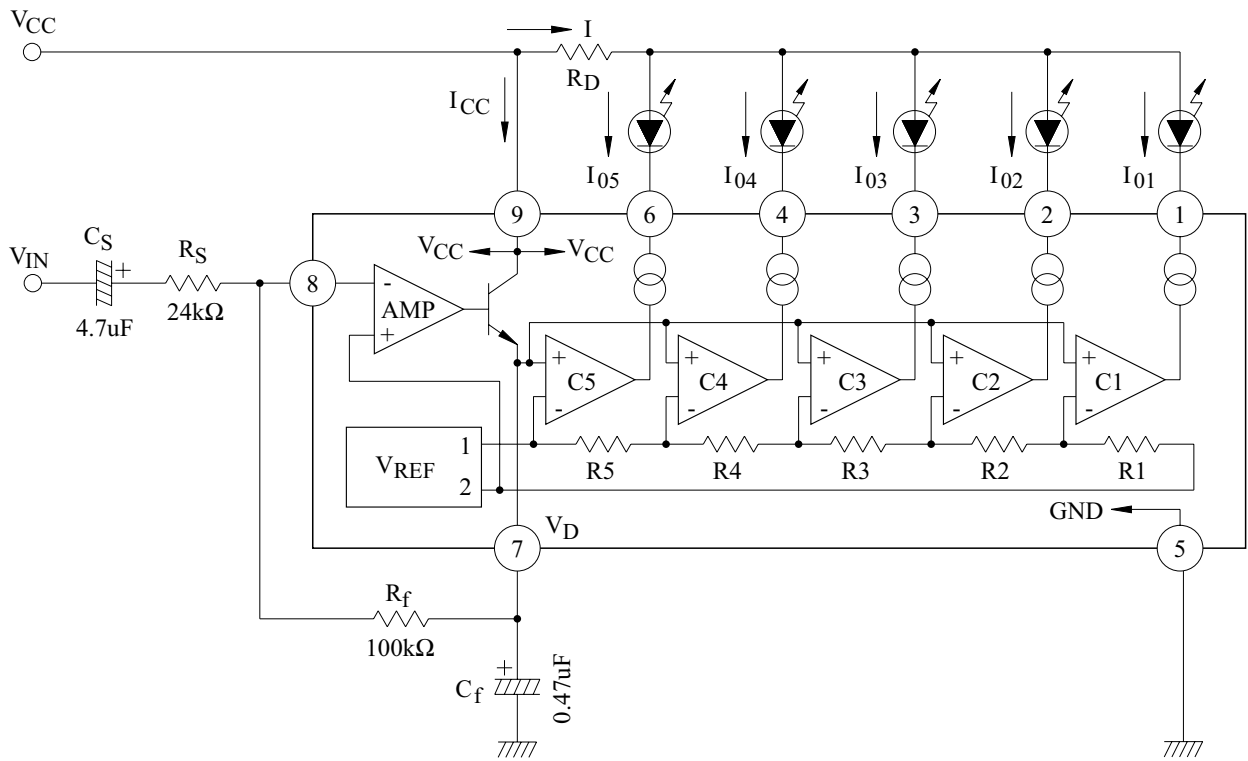 VCC
I
RD
ICC
I05
I04
I03
I02
I01
9
6
4
3
2
1
VIN
CS
+
4.7uF
RS
24kΩ
8
VCC
VCC
-
AMP
+
+
C5
-
+
C4
-
+
C3
-
+
C2
-
+
C1
-
VREF
1
2
R5
R4
R3
R2
R1
GND
VD
7
5
Rf
100kΩ
+
Cf
0.47uF